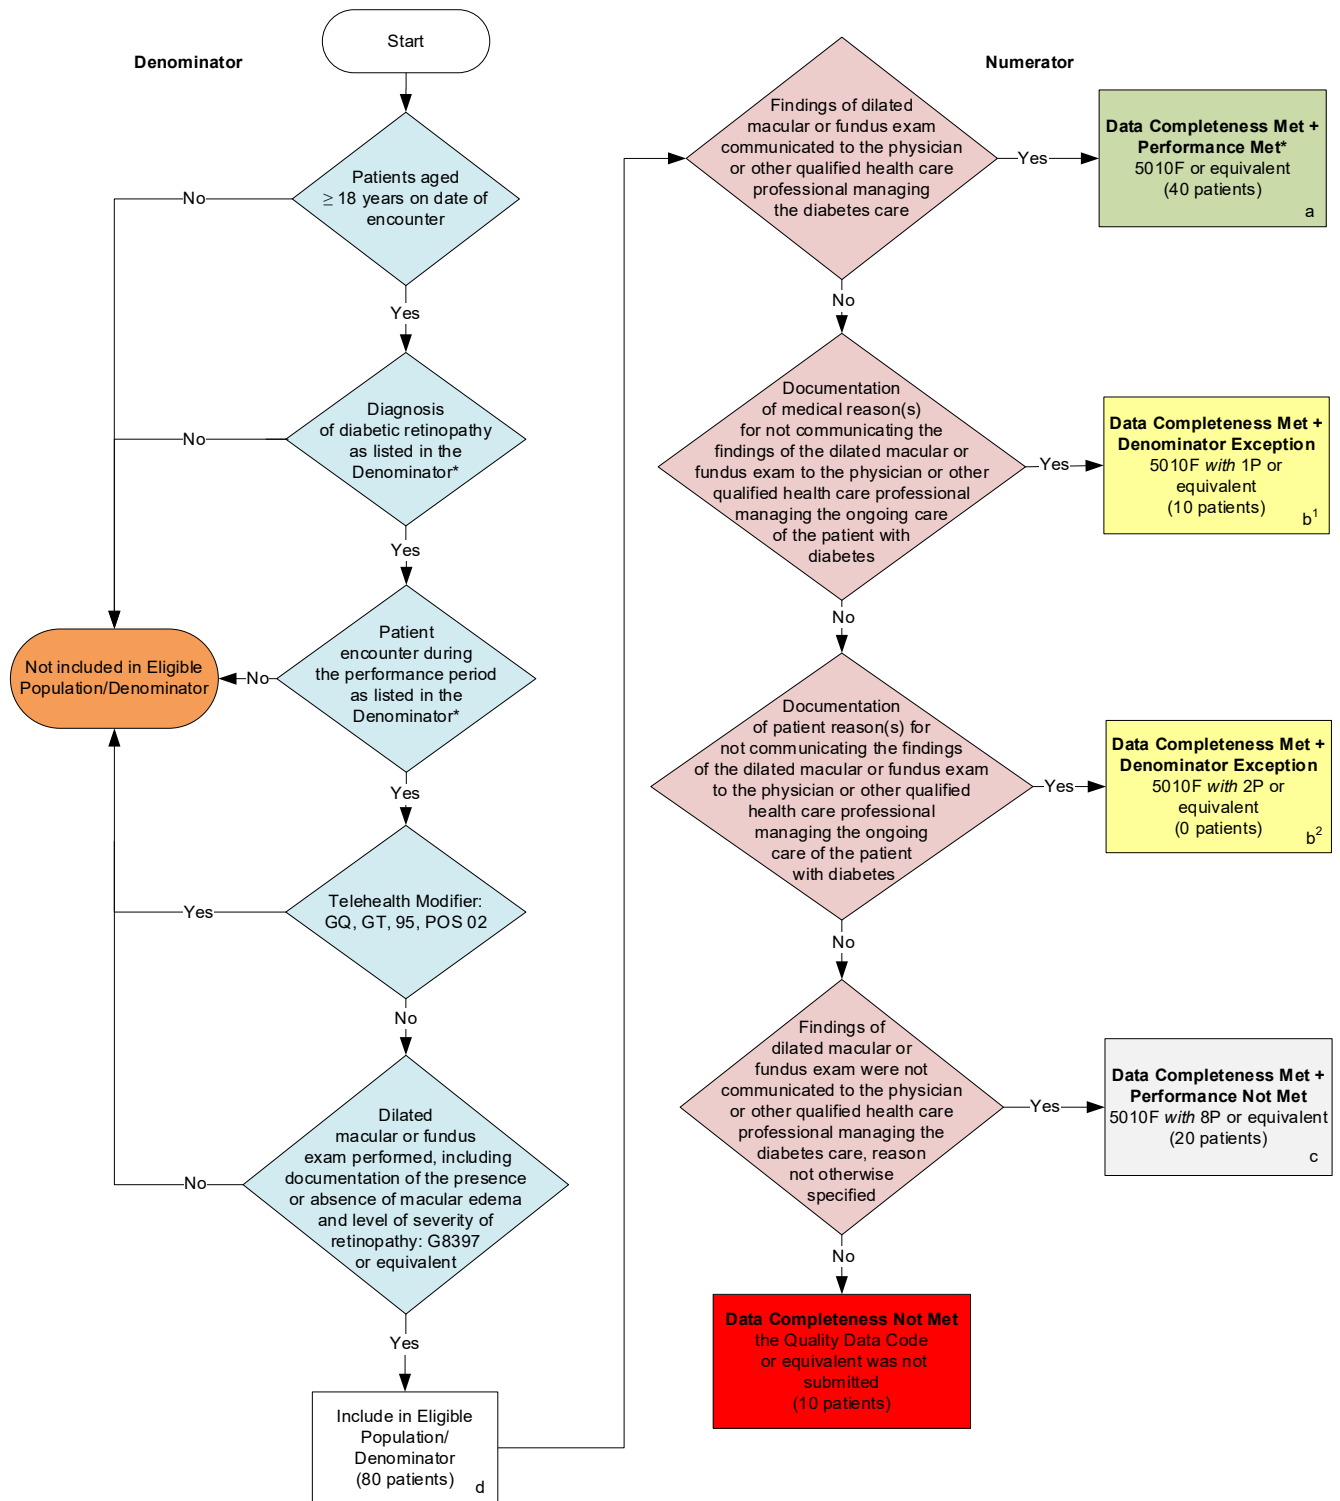 Start
Denominator
Patients aged
≥ 18 years on date of
encounter
No
Yes
Diagnosis
of diabetic retinopathy
as listed in the
Denominator*
No
Yes
Patient
encounter during
the performance period
as listed in the
Denominator*
No
Not included in Eligible
Population/Denominator
Yes
Telehealth Modifier:
GQ, GT, 95, POS 02
Yes
No
Dilated
macular or fundus
exam performed, including
documentation of the presence
or absence of macular edema
and level of severity of
retinopathy: G8397
or equivalent
No
Yes
Include in Eligible
Population/
Denominator
(80 patients)
d
Numerator
Findings of dilated
macular or fundus exam
communicated to the physician
or other qualified health care
professional managing
the diabetes care
Yes
Data Completeness Met +
Performance Met*
5010F or equivalent
(40 patients)
a
No
Documentation
of medical reason(s)
for not communicating the
findings of the dilated macular or
fundus exam to the physician or other
qualified health care professional
managing the ongoing care
of the patient with
diabetes
Yes
Data Completeness Met +
Denominator Exception
5010F with 1P or
equivalent
(10 patients)
b¹
No
Documentation
of patient reason(s) for
not communicating the findings
of the dilated macular or fundus exam
to the physician or other qualified
health care professional
managing the ongoing
care of the patient
with diabetes
Yes
Data Completeness Met +
Denominator Exception
5010F with 2P or
equivalent
(0 patients)
b²
No
Findings of
dilated macular or
fundus exam were not
communicated to the physician
or other qualified health care
professional managing the
diabetes care, reason
not otherwise
specified
Yes
Data Completeness Met +
Performance Not Met
5010F with 8P or equivalent
(20 patients)
c
No
Data Completeness Not Met
the Quality Data Code
or equivalent was not
submitted
(10 patients)